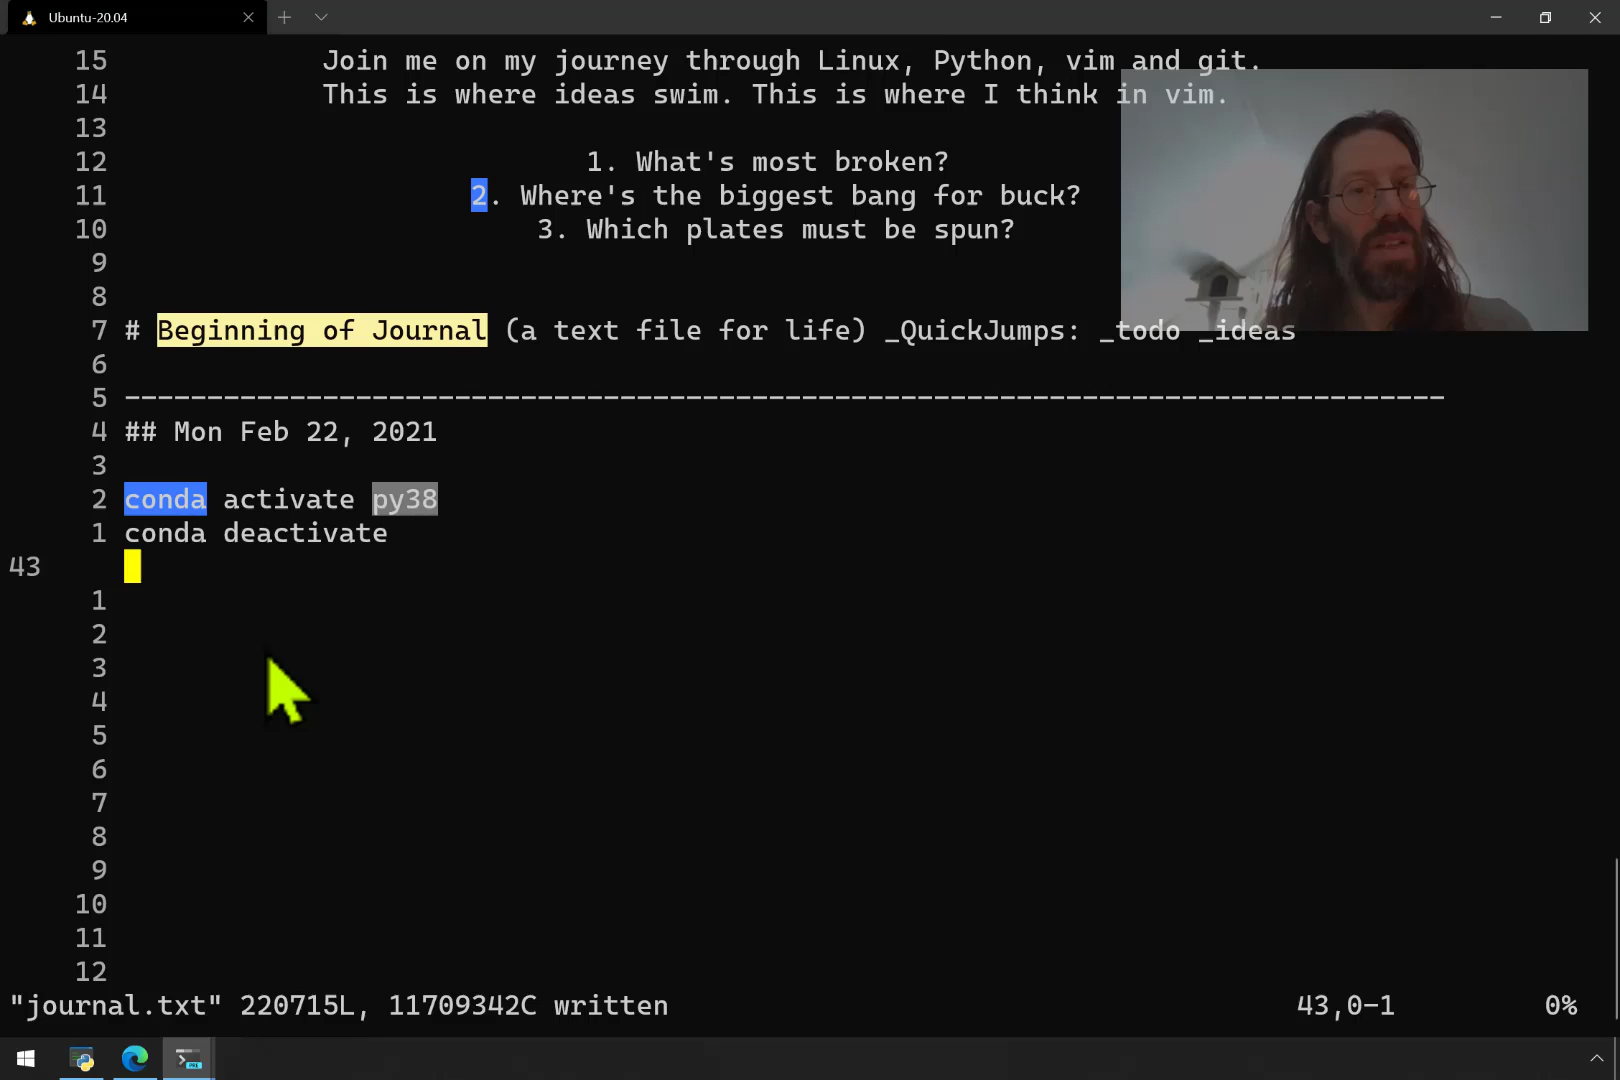 Ubuntu-20.04
15 Join me on my journey through Linux, Python, vim and git.
14 This is where ideas swim. This is where I think in vim.
13
12 1. What's most broken?
11 2. Where's the biggest bang for buck?
10 3. Which plates must be spun?
9
8
7 # Beginning of Journal (a text file for life) _QuickJumps: _todo _ideas
6
5 --------------------------------------------------------------------------------
4 ## Mon Feb 22, 2021
3
2 conda activate py38
1 conda deactivate
43
1
2
3
4
5
6
7
8
9
10
11
12
"journal.txt" 220715L, 11709342C written 43,0-1 0%
PRE